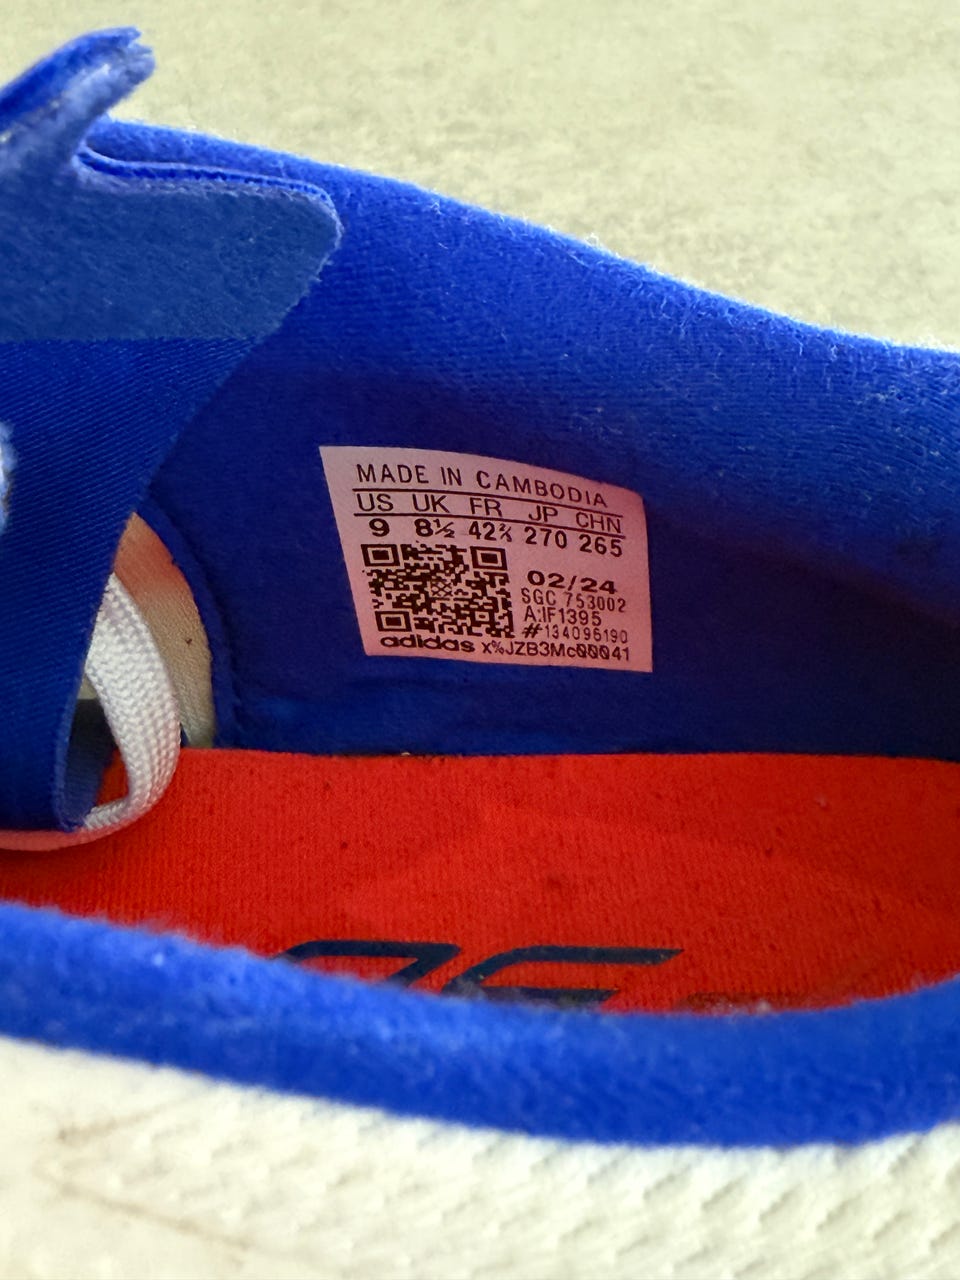 MADE IN CAMBODIA
US UK FR JP CHN
9 8½ 42⅔ 270 265
02/24
SGC 753002
A:IF1395
#134096190
adidas x%JZB3Mc00041